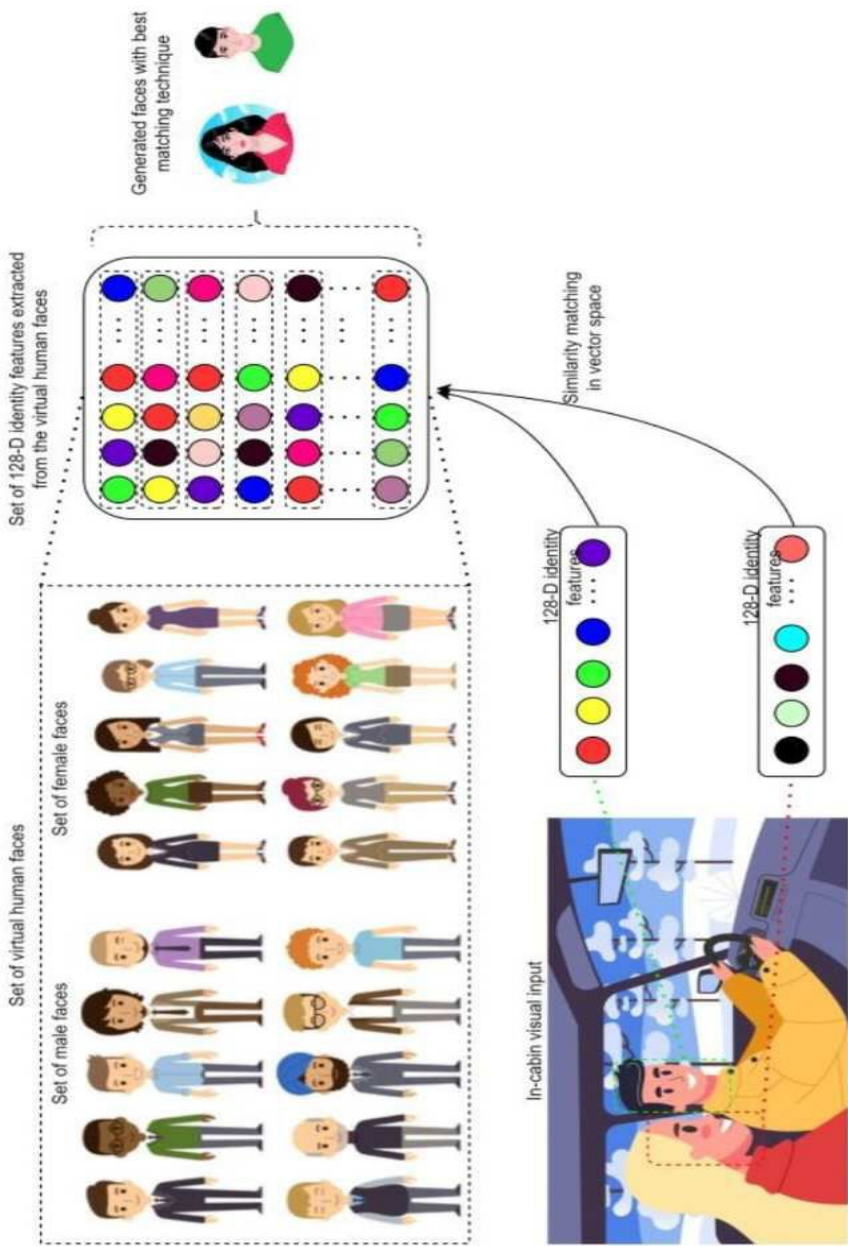 Set of virtual human faces
Set of male faces
Set of female faces
Set of 128-D identity features extracted
from the virtual human faces
Generated faces with best
matching technique
In-cabin visual input
128-D identity
features
128-D identity
features
Similarity matching
in vector space